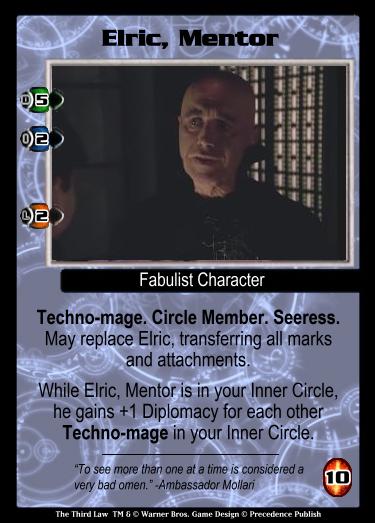 Elric, Mentor
D 5
I 2
L 2
Fabulist Character
Techno-mage. Circle Member. Seeress.
May replace Elric, transferring all marks
and attachments.
While Elric, Mentor is in your Inner Circle,
he gains +1 Diplomacy for each other
Techno-mage in your Inner Circle.
"To see more than one at a time is considered a
very bad omen." -Ambassador Mollari
10
The Third Law TM & © Warner Bros. Game Design © Precedence Publish